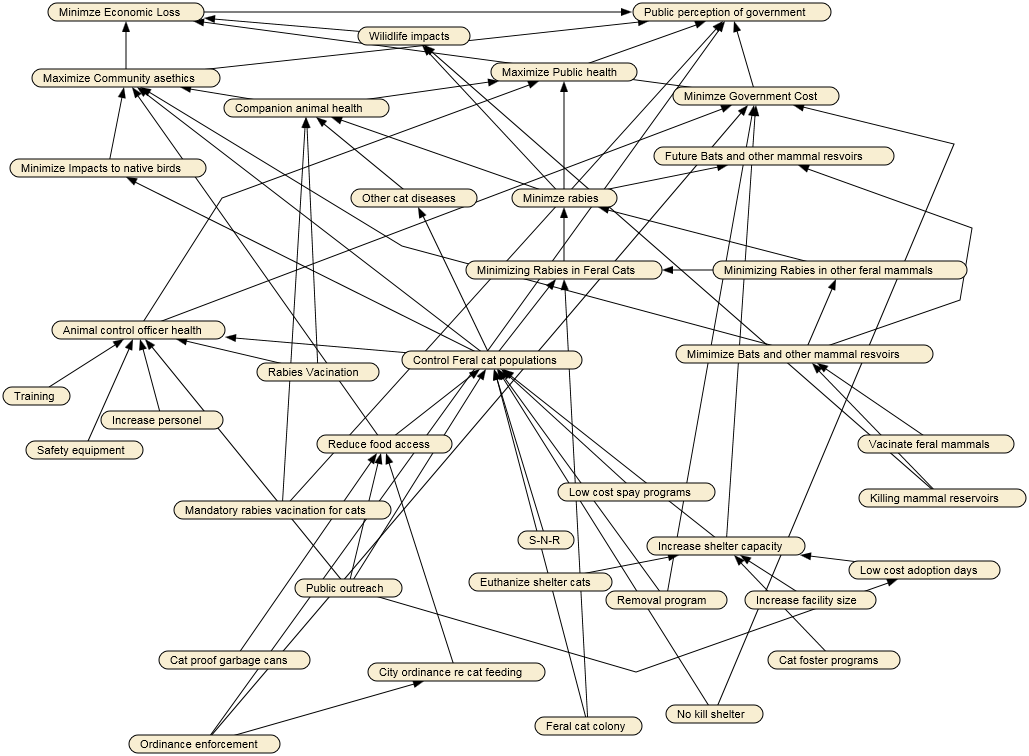 Minimze Economic Loss
Public perception of government
Wilidlife impacts
Maximize Community asethics
Maximize Public health
Companion animal health
Minimze Government Cost
Minimize Impacts to native birds
Future Bats and other mammal resvoirs
Other cat diseases
Minimze rabies
Minimizing Rabies in Feral Cats
Minimizing Rabies in other feral mammals
Animal control officer health
Control Feral cat populations
Mimimize Bats and other mammal resvoirs
Rabies Vacination
Training
Increase personel
Safety equipment
Reduce food access
Vacinate feral mammals
Low cost spay programs
Killing mammal reservoirs
Mandatory rabies vacination for cats
S-N-R
Increase shelter capacity
Low cost adoption days
Euthanize shelter cats
Public outreach
Removal program
Increase facility size
Cat proof garbage cans
City ordinance re cat feeding
Cat foster programs
No kill shelter
Feral cat colony
Ordinance enforcement